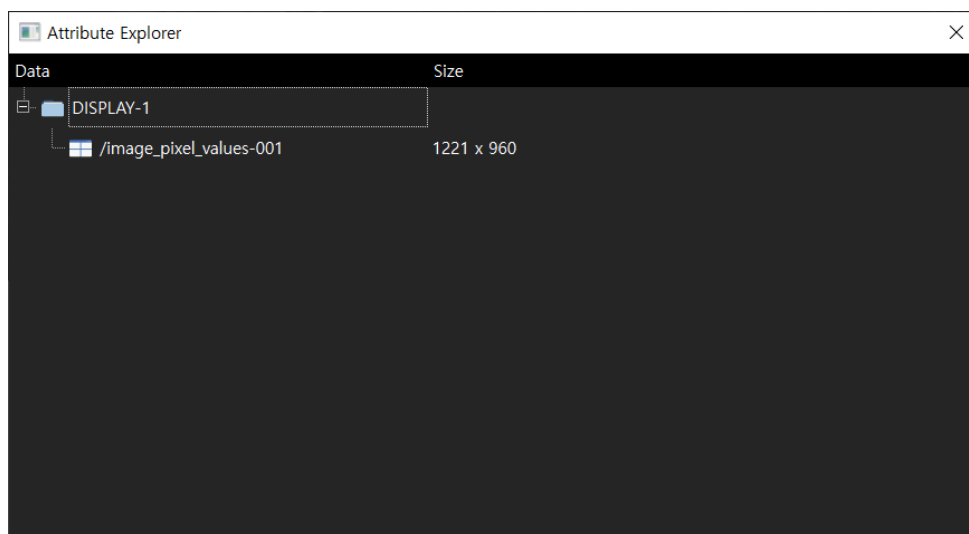 Attribute Explorer
Data Size
DISPLAY-1
/image_pixel_values-001 1221 x 960